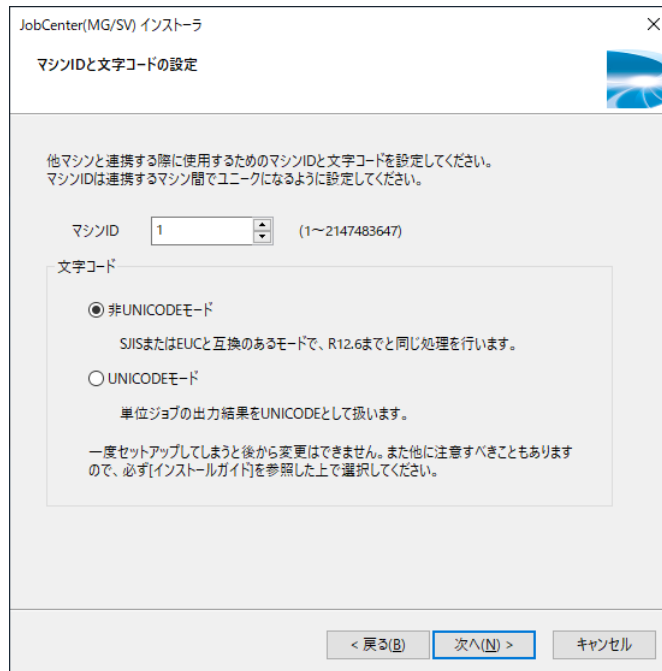 JobCenter(MG/SV) インストーラ
マシンIDと文字コードの設定
他マシンと連携する際に使用するためのマシンIDと文字コードを設定してください。
マシンIDは連携するマシン間でユニークになるように設定してください。
マシンID 1 (1～2147483647)
文字コード
非UNICODEモード
SJISまたはEUCと互換のあるモードで、R12.6までと同じ処理を行います。
UNICODEモード
単位ジョブの出力結果をUNICODEとして扱います。
一度セットアップしてしまうと後から変更はできません。また他に注意すべきこともあります
ので、必ず[インストールガイド]を参照した上で選択してください。
< 戻る(B) 次へ(N) > キャンセル